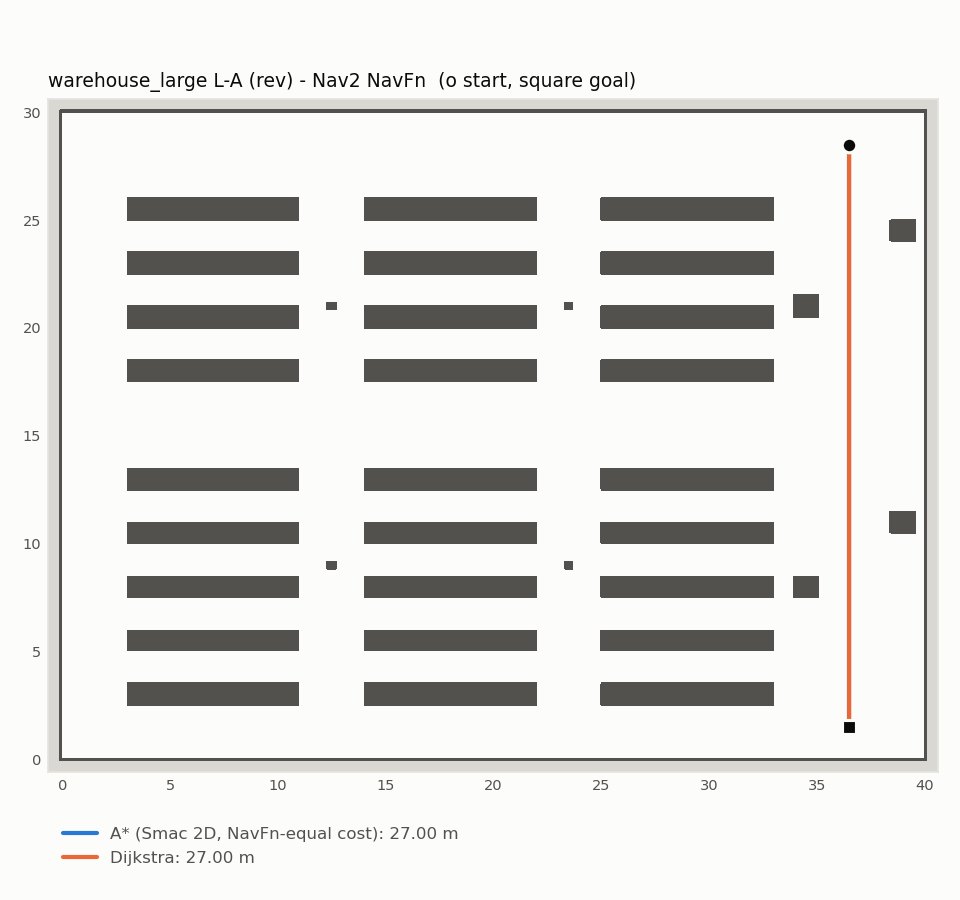 warehouse_large L-A (rev) - Nav2 NavFn  (o start, square goal)
30
25
20
15
10
5
0
0 5 10 15 20 25 30 35 40
A* (Smac 2D, NavFn-equal cost): 27.00 m
Dijkstra: 27.00 m